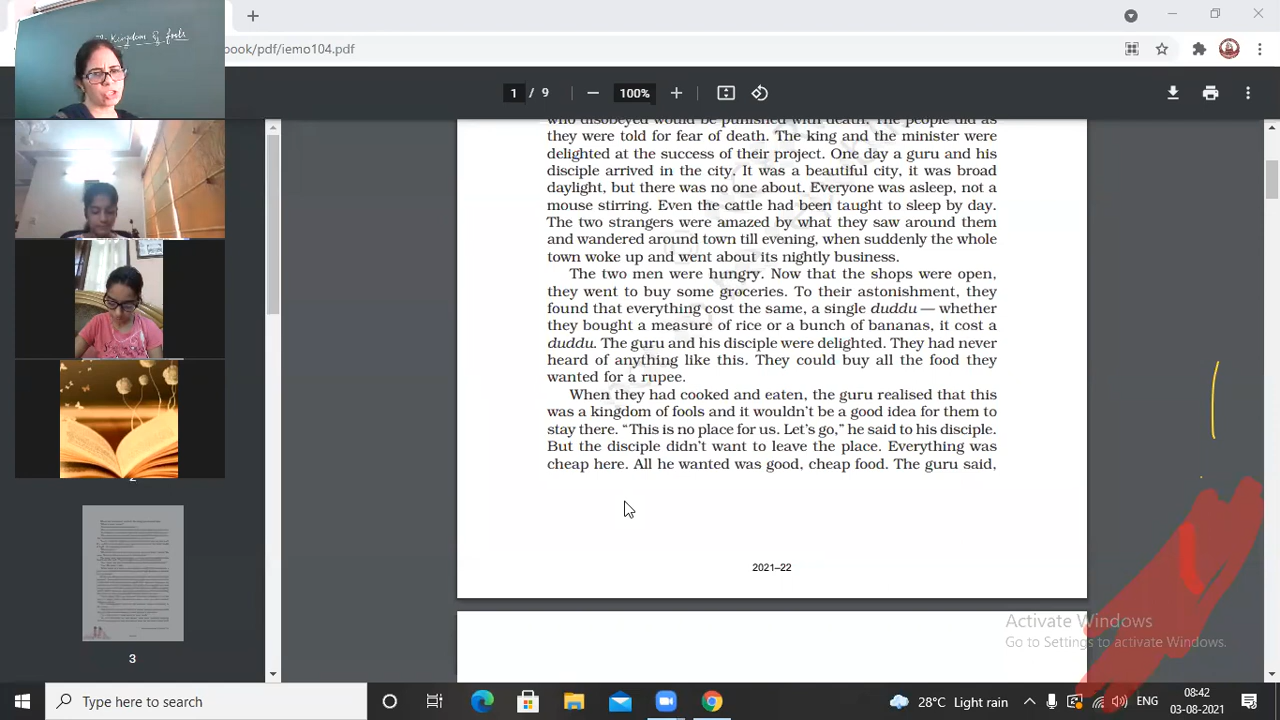 Kingdom of fools
book/pdf/iemo104.pdf
1 / 9
100%
who disobeyed would be punished with death. The people did as
they were told for fear of death. The king and the minister were
delighted at the success of their project. One day a guru and his
disciple arrived in the city. It was a beautiful city, it was broad
daylight, but there was no one about. Everyone was asleep, not a
mouse stirring. Even the cattle had been taught to sleep by day.
The two strangers were amazed by what they saw around them
and wandered around town till evening, when suddenly the whole
town woke up and went about its nightly business.
The two men were hungry. Now that the shops were open,
they went to buy some groceries. To their astonishment, they
found that everything cost the same, a single duddu — whether
they bought a measure of rice or a bunch of bananas, it cost a
duddu. The guru and his disciple were delighted. They had never
heard of anything like this. They could buy all the food they
wanted for a rupee.
When they had cooked and eaten, the guru realised that this
was a kingdom of fools and it wouldn't be a good idea for them to
stay there. “This is no place for us. Let's go,” he said to his disciple.
But the disciple didn't want to leave the place. Everything was
cheap here. All he wanted was good, cheap food. The guru said,
2021–22
2
3
Activate Windows
Go to Settings to activate Windows.
Type here to search
28°C Light rain
ENG
08:42
03-08-2021